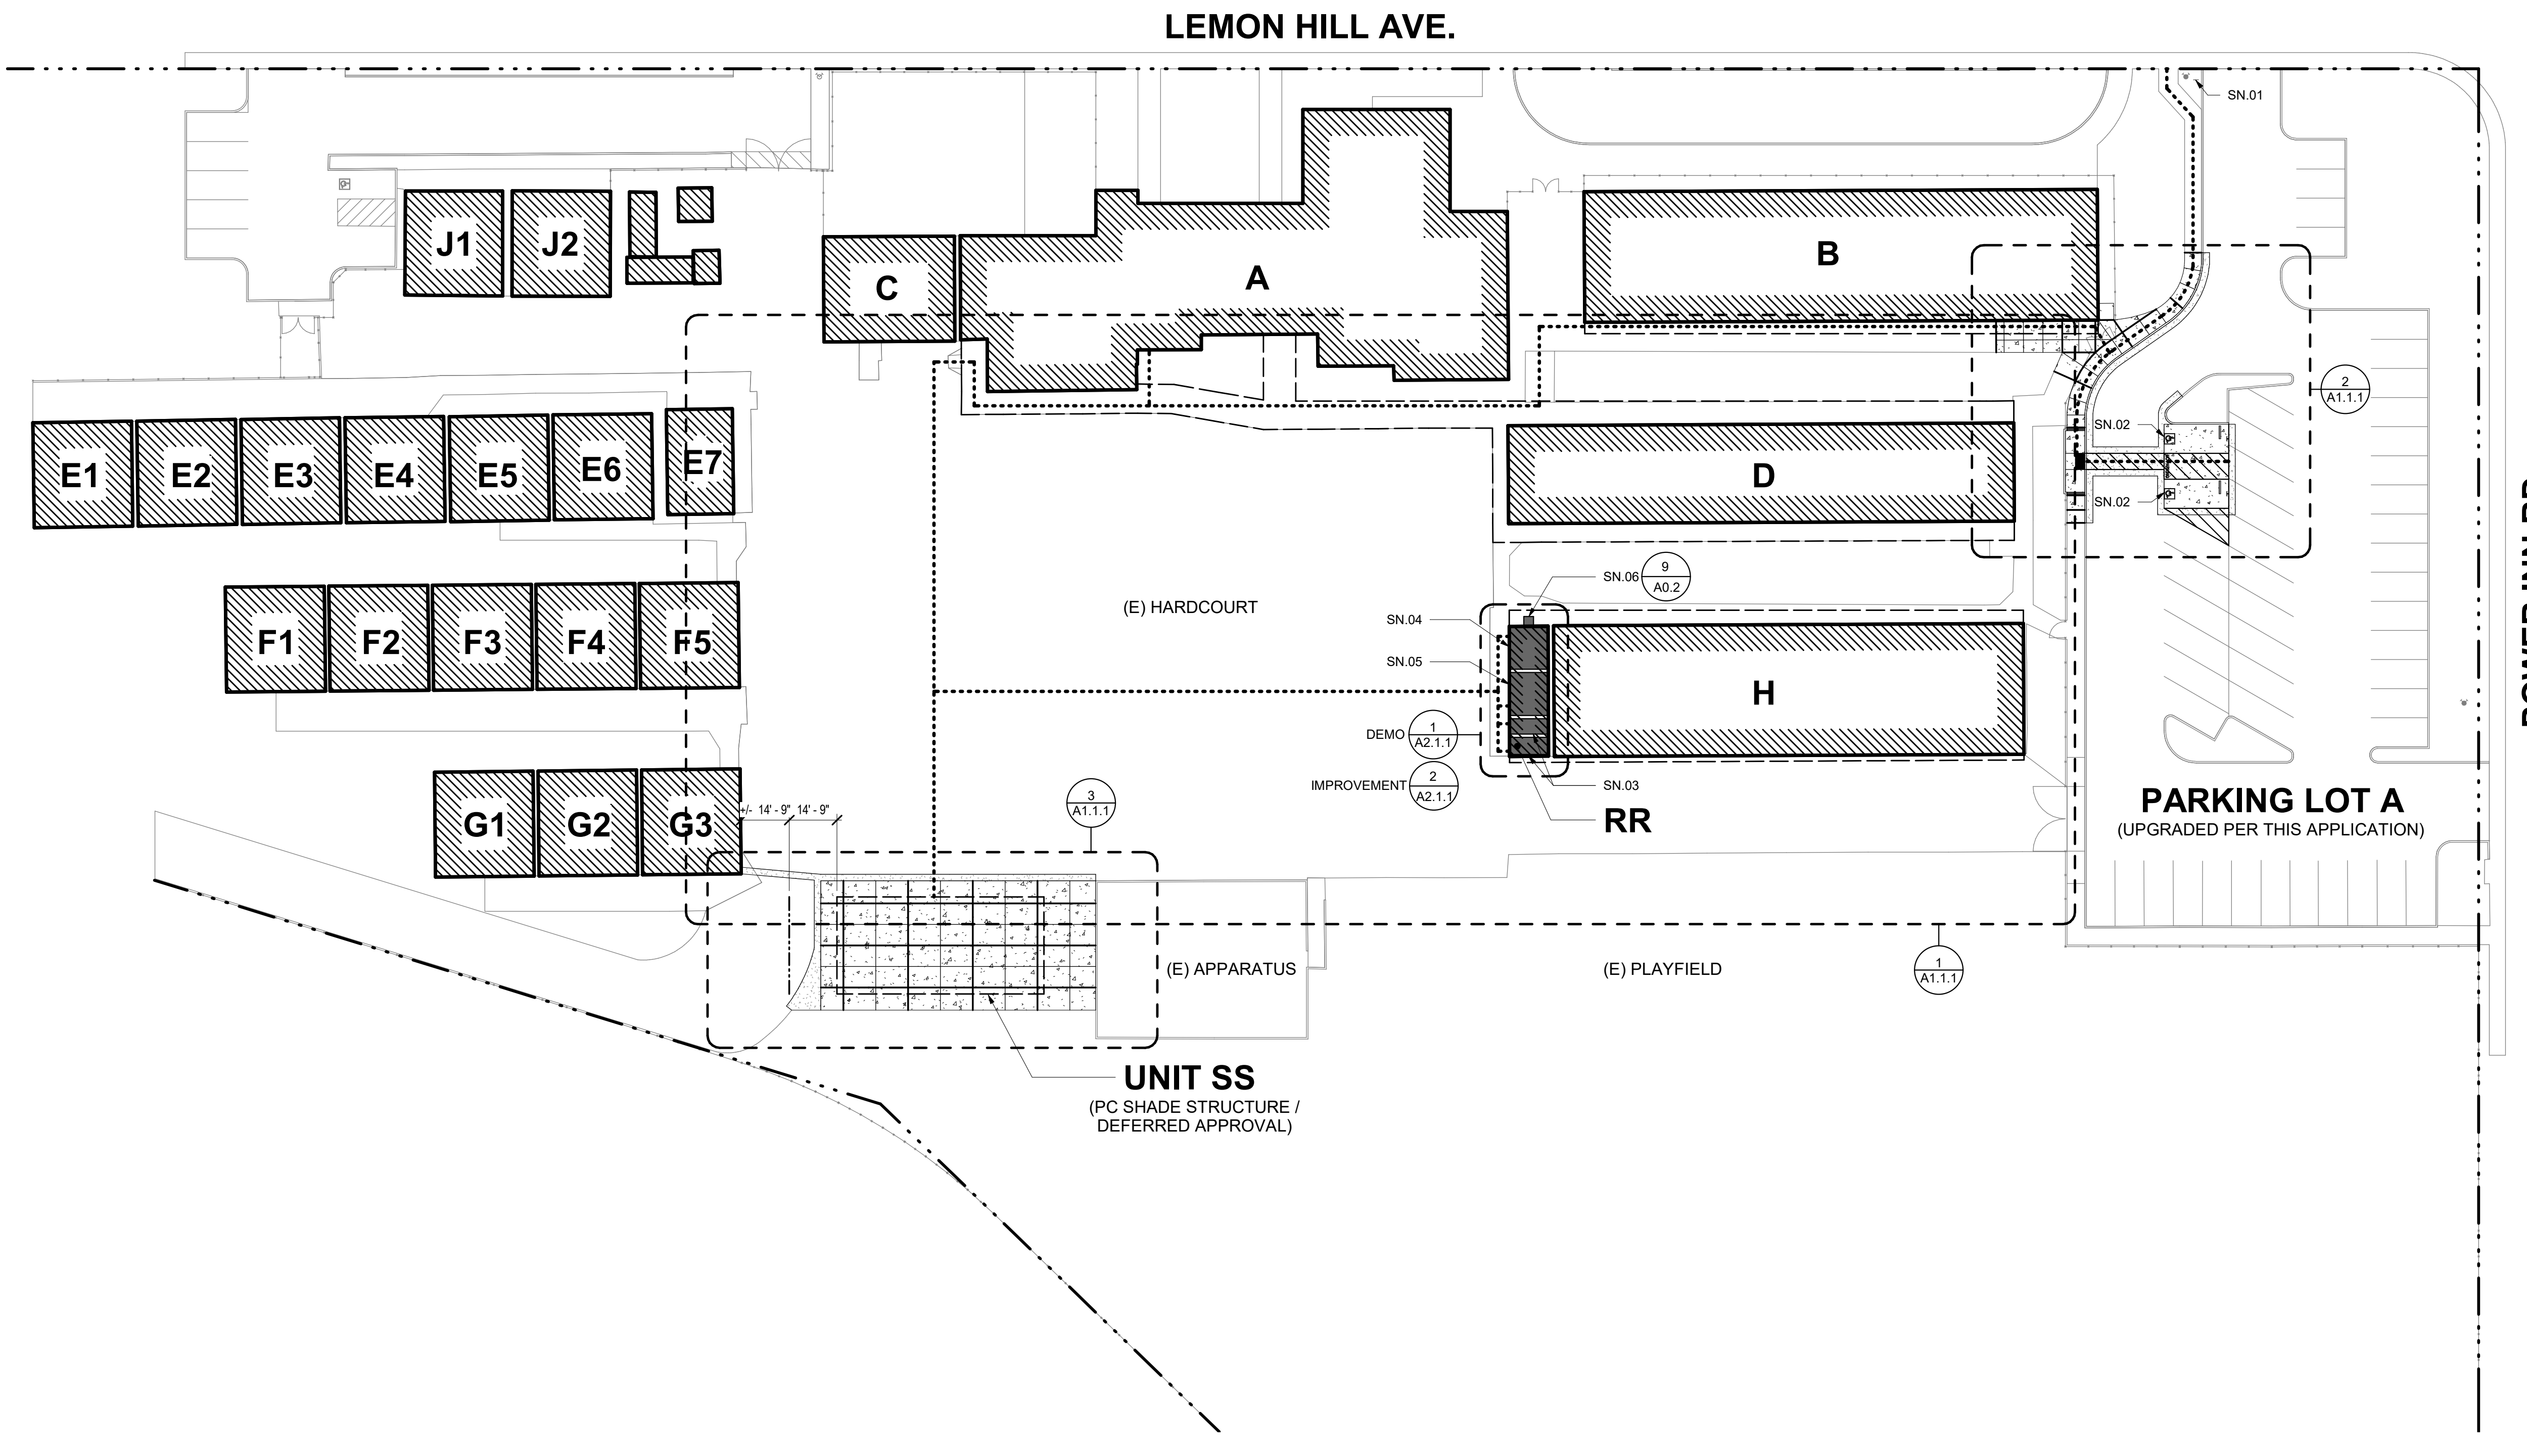 LEMON HILL AVE.
SN.01
J1
J2
C
A
B
2
A1.1.1
SN.02
E1
E2
E3
E4
E5
E6
E7
D
SN.02
9
A0.2
SN.06
(E) HARDCOURT
SN.04
F1
F2
F3
F4
F5
SN.05
H
DEMO
1
A2.1.1
IMPROVEMENT
2
A2.1.1
SN.03
RR
PARKING LOT A
(UPGRADED PER THIS APPLICATION)
3
A1.1.1
+/- 14' - 9"
14' - 9"
G1
G2
G3
(E) APPARATUS
(E) PLAYFIELD
1
A1.1.1
UNIT SS
(PC SHADE STRUCTURE /
DEFERRED APPROVAL)